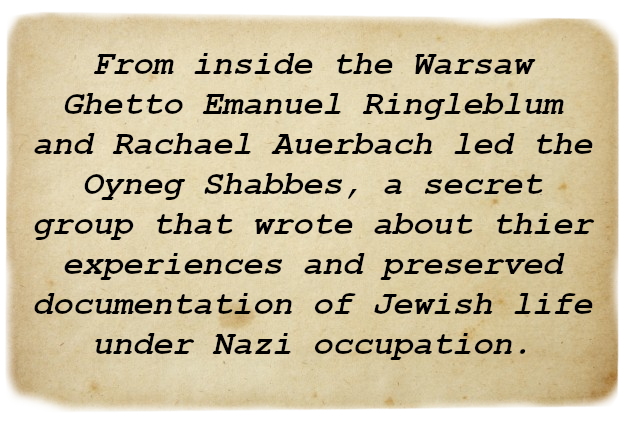 From inside the Warsaw
Ghetto Emanuel Ringleblum
and Rachael Auerbach led the
Oyneg Shabbes, a secret
group that wrote about thier
experiences and preserved
documentation of Jewish life
under Nazi occupation.